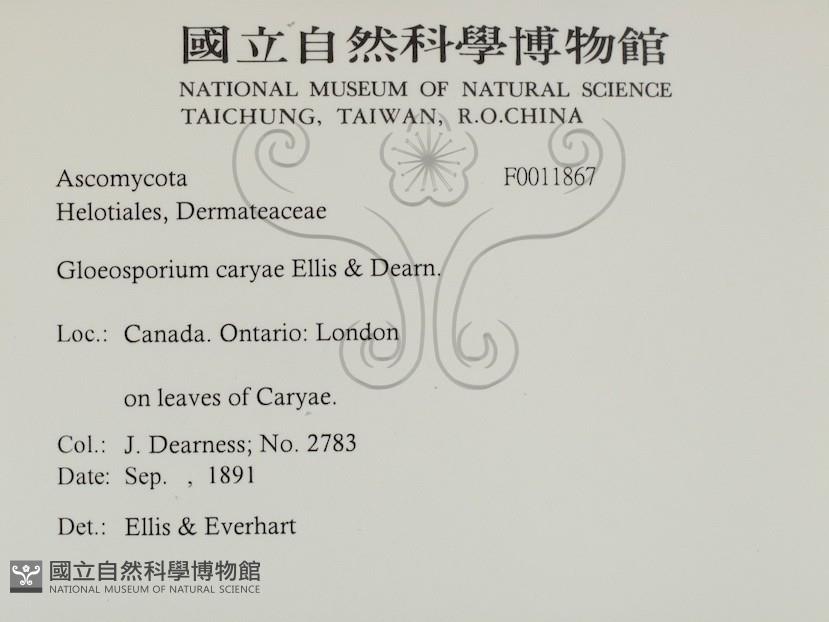 國立自然科學博物館
NATIONAL MUSEUM OF NATURAL SCIENCE
TAICHUNG, TAIWAN, R.O.CHINA
Ascomycota F0011867
Helotiales, Dermateaceae
Gloeosporium caryae Ellis & Dearn.
Loc.: Canada. Ontario: London
on leaves of Caryae.
Col.: J. Dearness; No. 2783
Date: Sep. , 1891
Det.: Ellis & Everhart
國立自然科學博物館
NATIONAL MUSEUM OF NATURAL SCIENCE